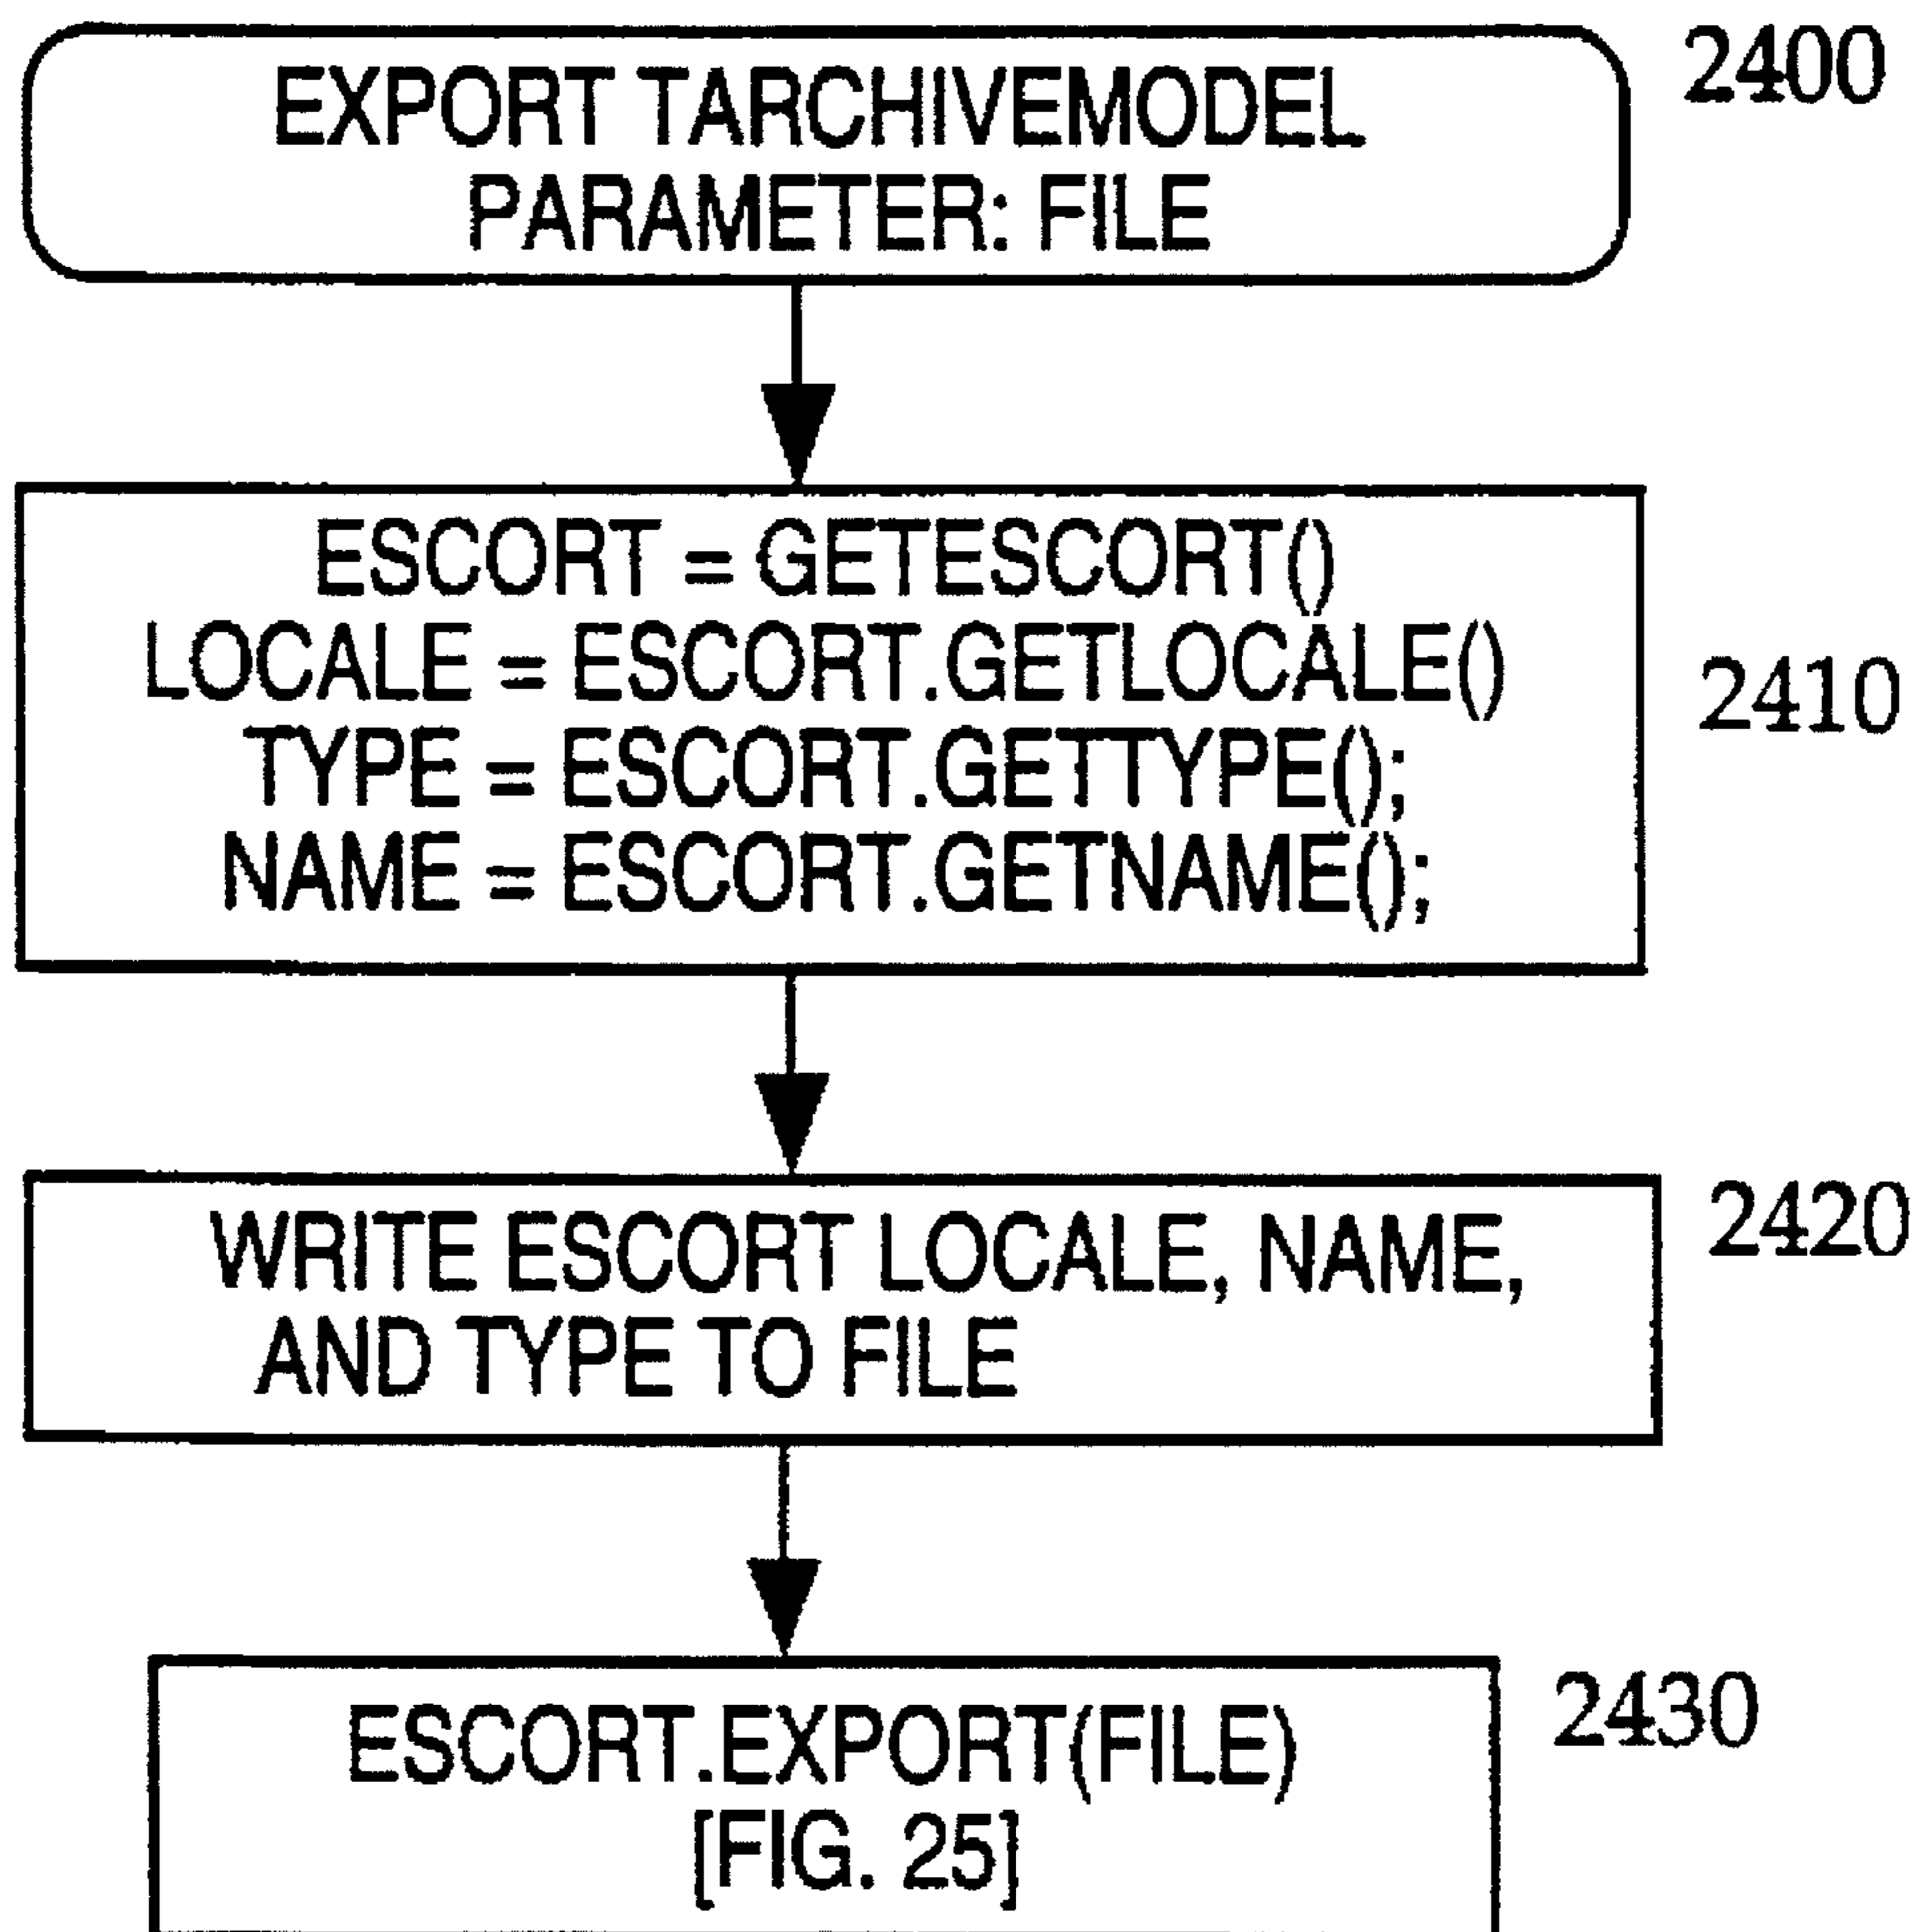 EXPORT TARCHIVEMODEL
PARAMETER: FILE
2400
ESCORT = GETESCORT()
LOCALE = ESCORT.GETLOCALE()
TYPE = ESCORT.GETTYPE();
NAME = ESCORT.GETNAME();
2410
WRITE ESCORT LOCALE, NAME,
AND TYPE TO FILE
2420
ESCORT.EXPORT(FILE)
[FIG. 25]
2430